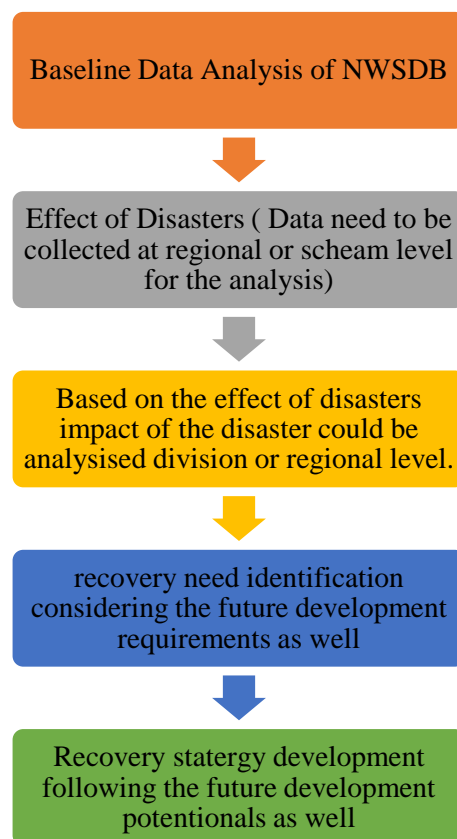 Baseline Data Analysis of NWSDB
Effect of Disasters ( Data need to be
collected at regional or scheam level
for the analysis)
Based on the effect of disasters
impact of the disaster could be
analysised division or regional level.
recovery need identification
considering the future development
requirements as well
Recovery statergy development
following the future development
potentionals as well